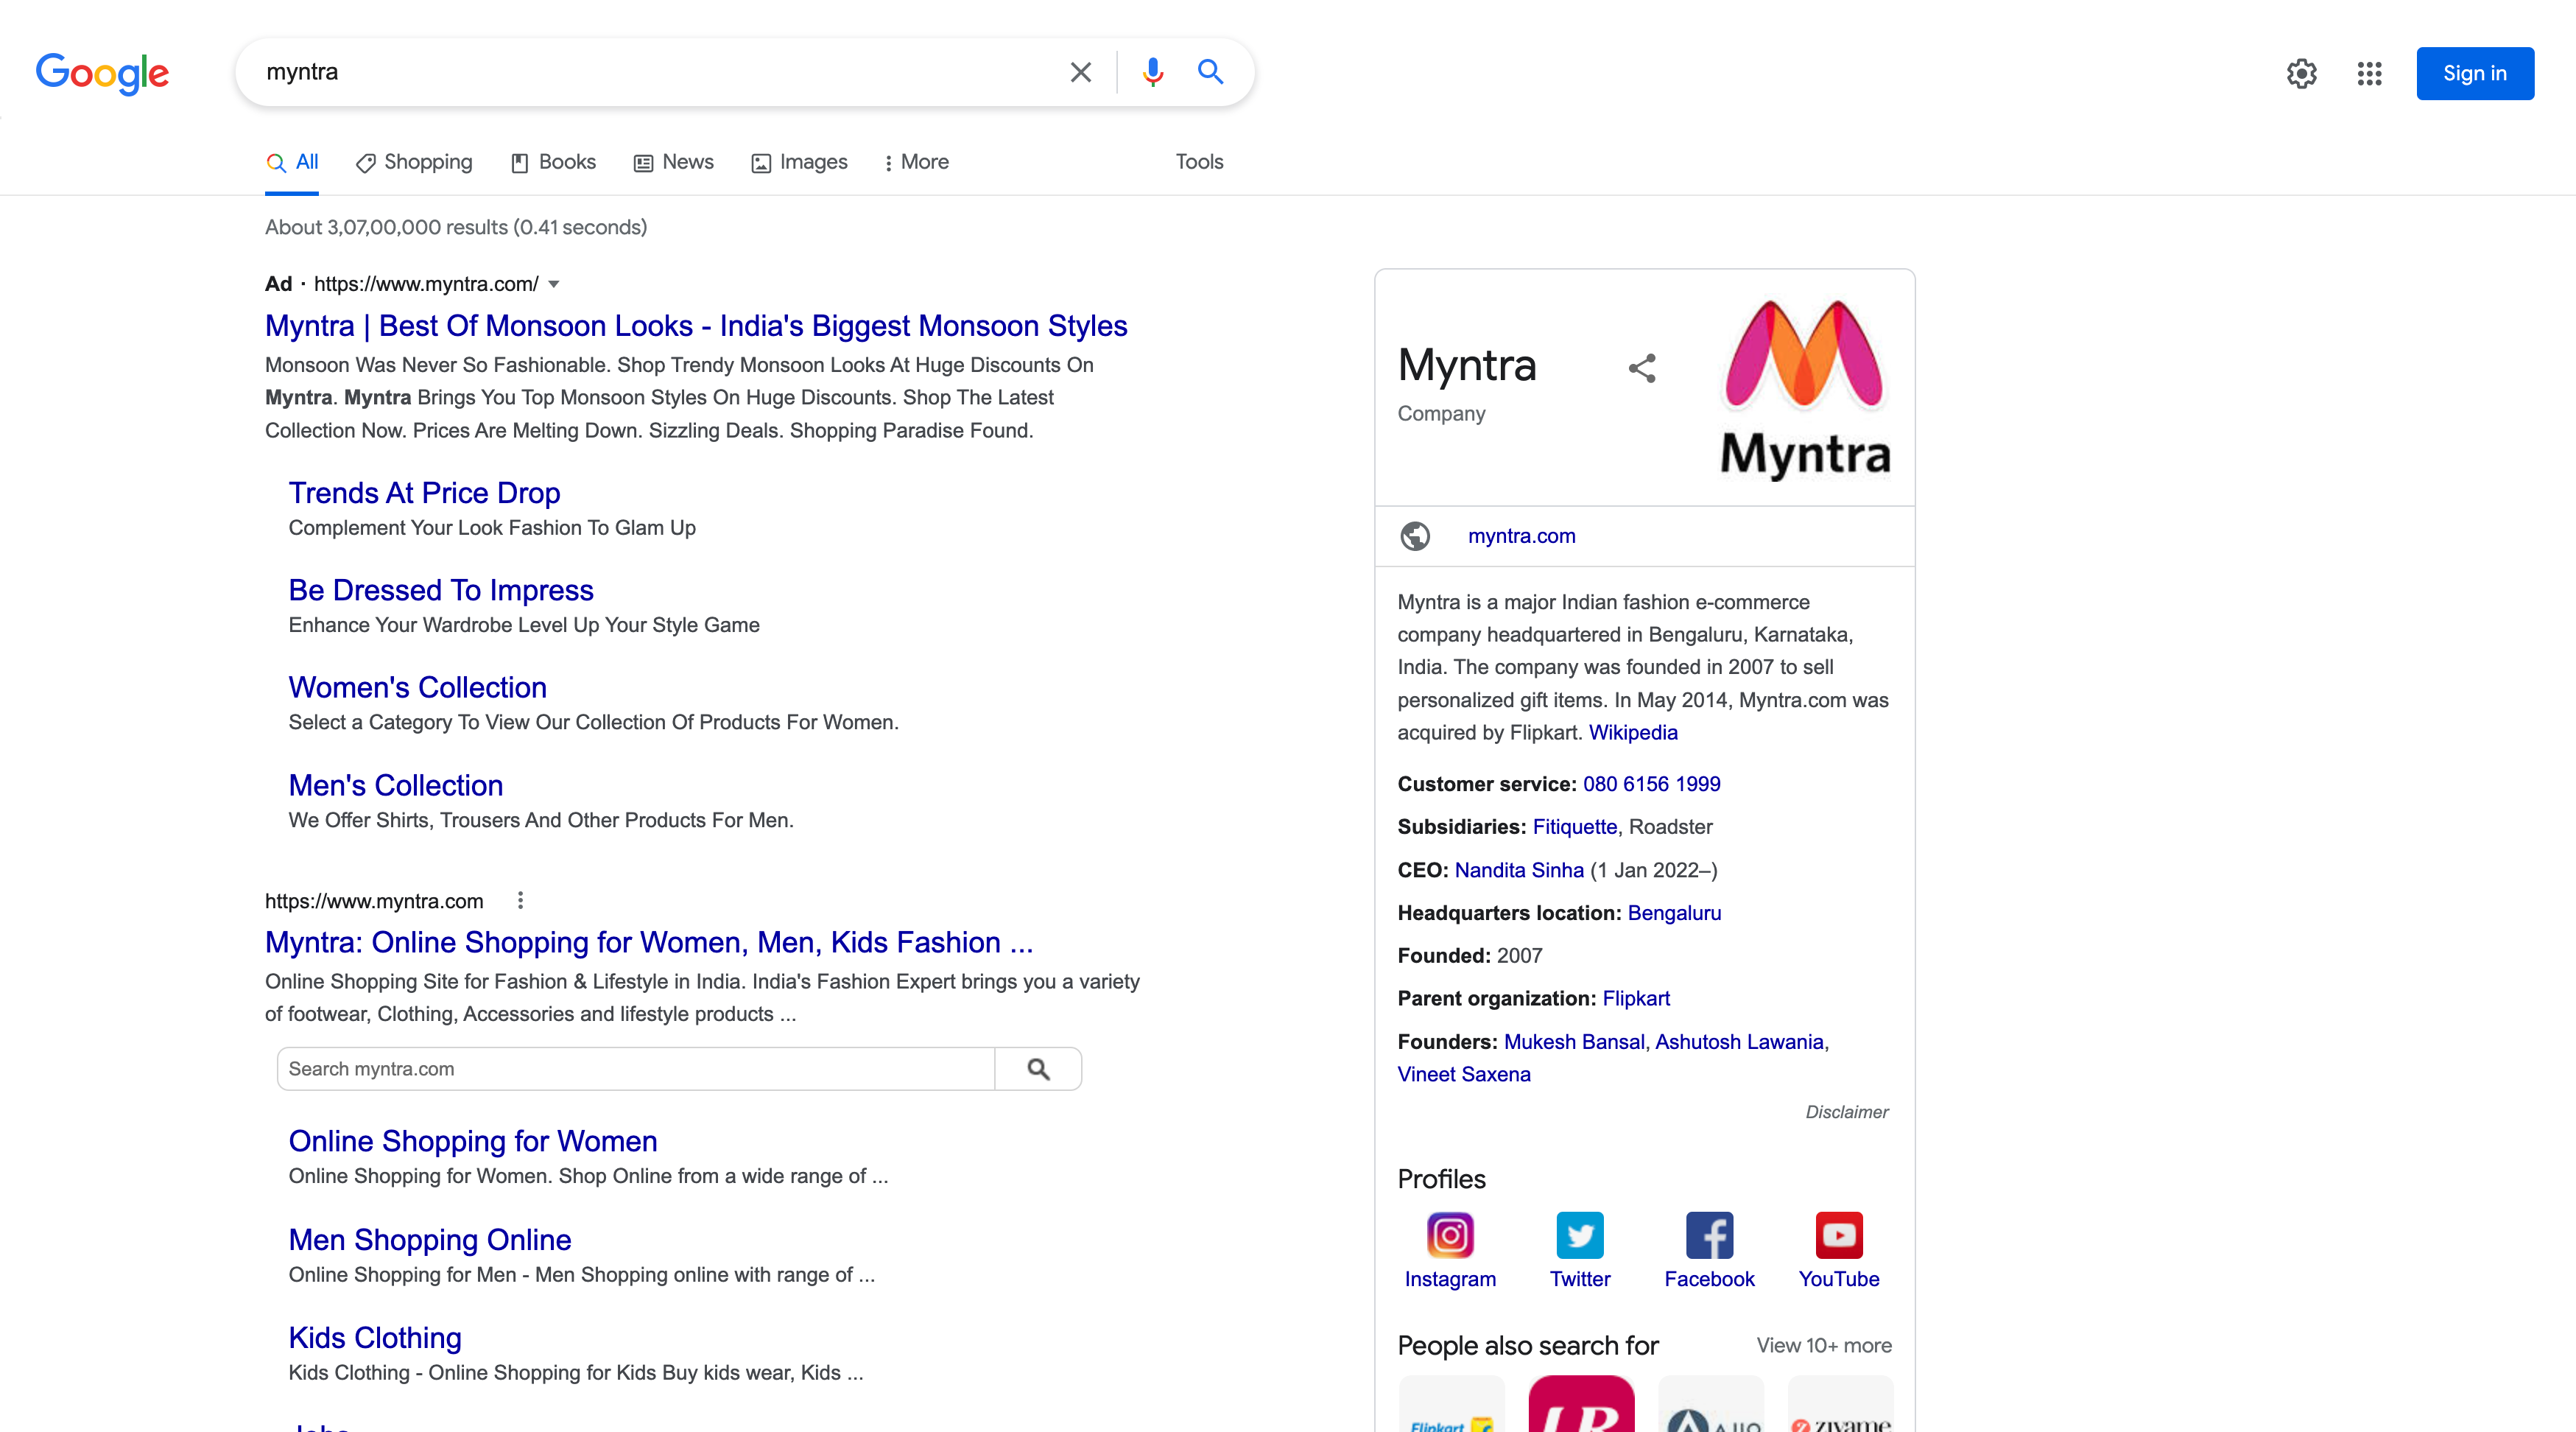 Google
myntra
Sign in
All
Shopping
Books
News
Images
More
Tools
About 3,07,00,000 results (0.41 seconds)
Ad · https://www.myntra.com/
Myntra | Best Of Monsoon Looks - India's Biggest Monsoon Styles
Monsoon Was Never So Fashionable. Shop Trendy Monsoon Looks At Huge Discounts On
Myntra. Myntra Brings You Top Monsoon Styles On Huge Discounts. Shop The Latest
Collection Now. Prices Are Melting Down. Sizzling Deals. Shopping Paradise Found.
Trends At Price Drop
Complement Your Look Fashion To Glam Up
Be Dressed To Impress
Enhance Your Wardrobe Level Up Your Style Game
Women's Collection
Select a Category To View Our Collection Of Products For Women.
Men's Collection
We Offer Shirts, Trousers And Other Products For Men.
https://www.myntra.com
Myntra: Online Shopping for Women, Men, Kids Fashion ...
Online Shopping Site for Fashion & Lifestyle in India. India's Fashion Expert brings you a variety
of footwear, Clothing, Accessories and lifestyle products ...
Search myntra.com
Online Shopping for Women
Online Shopping for Women. Shop Online from a wide range of ...
Men Shopping Online
Online Shopping for Men - Men Shopping online with range of ...
Kids Clothing
Kids Clothing - Online Shopping for Kids Buy kids wear, Kids ...
Myntra
Company
Myntra
myntra.com
Myntra is a major Indian fashion e-commerce
company headquartered in Bengaluru, Karnataka,
India. The company was founded in 2007 to sell
personalized gift items. In May 2014, Myntra.com was
acquired by Flipkart. Wikipedia
Customer service: 080 6156 1999
Subsidiaries: Fitiquette, Roadster
CEO: Nandita Sinha (1 Jan 2022–)
Headquarters location: Bengaluru
Founded: 2007
Parent organization: Flipkart
Founders: Mukesh Bansal, Ashutosh Lawania,
Vineet Saxena
Disclaimer
Profiles
Instagram
Twitter
Facebook
YouTube
People also search for
View 10+ more
Flipkart
LR
zivame